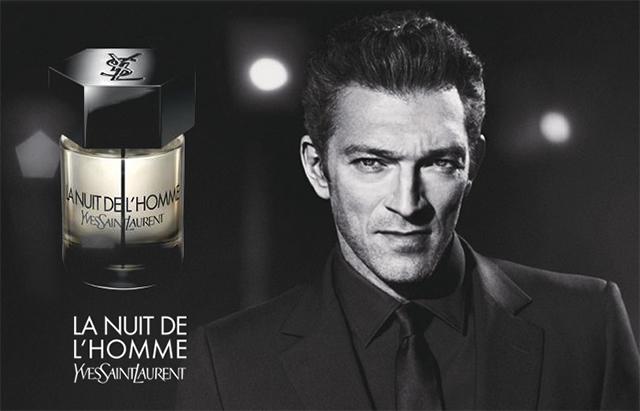 YSL
LA NUIT DE L'HOMME
YVESSAINTLAURENT
LA NUIT DE
L'HOMME
YVESSAINTLAURENT